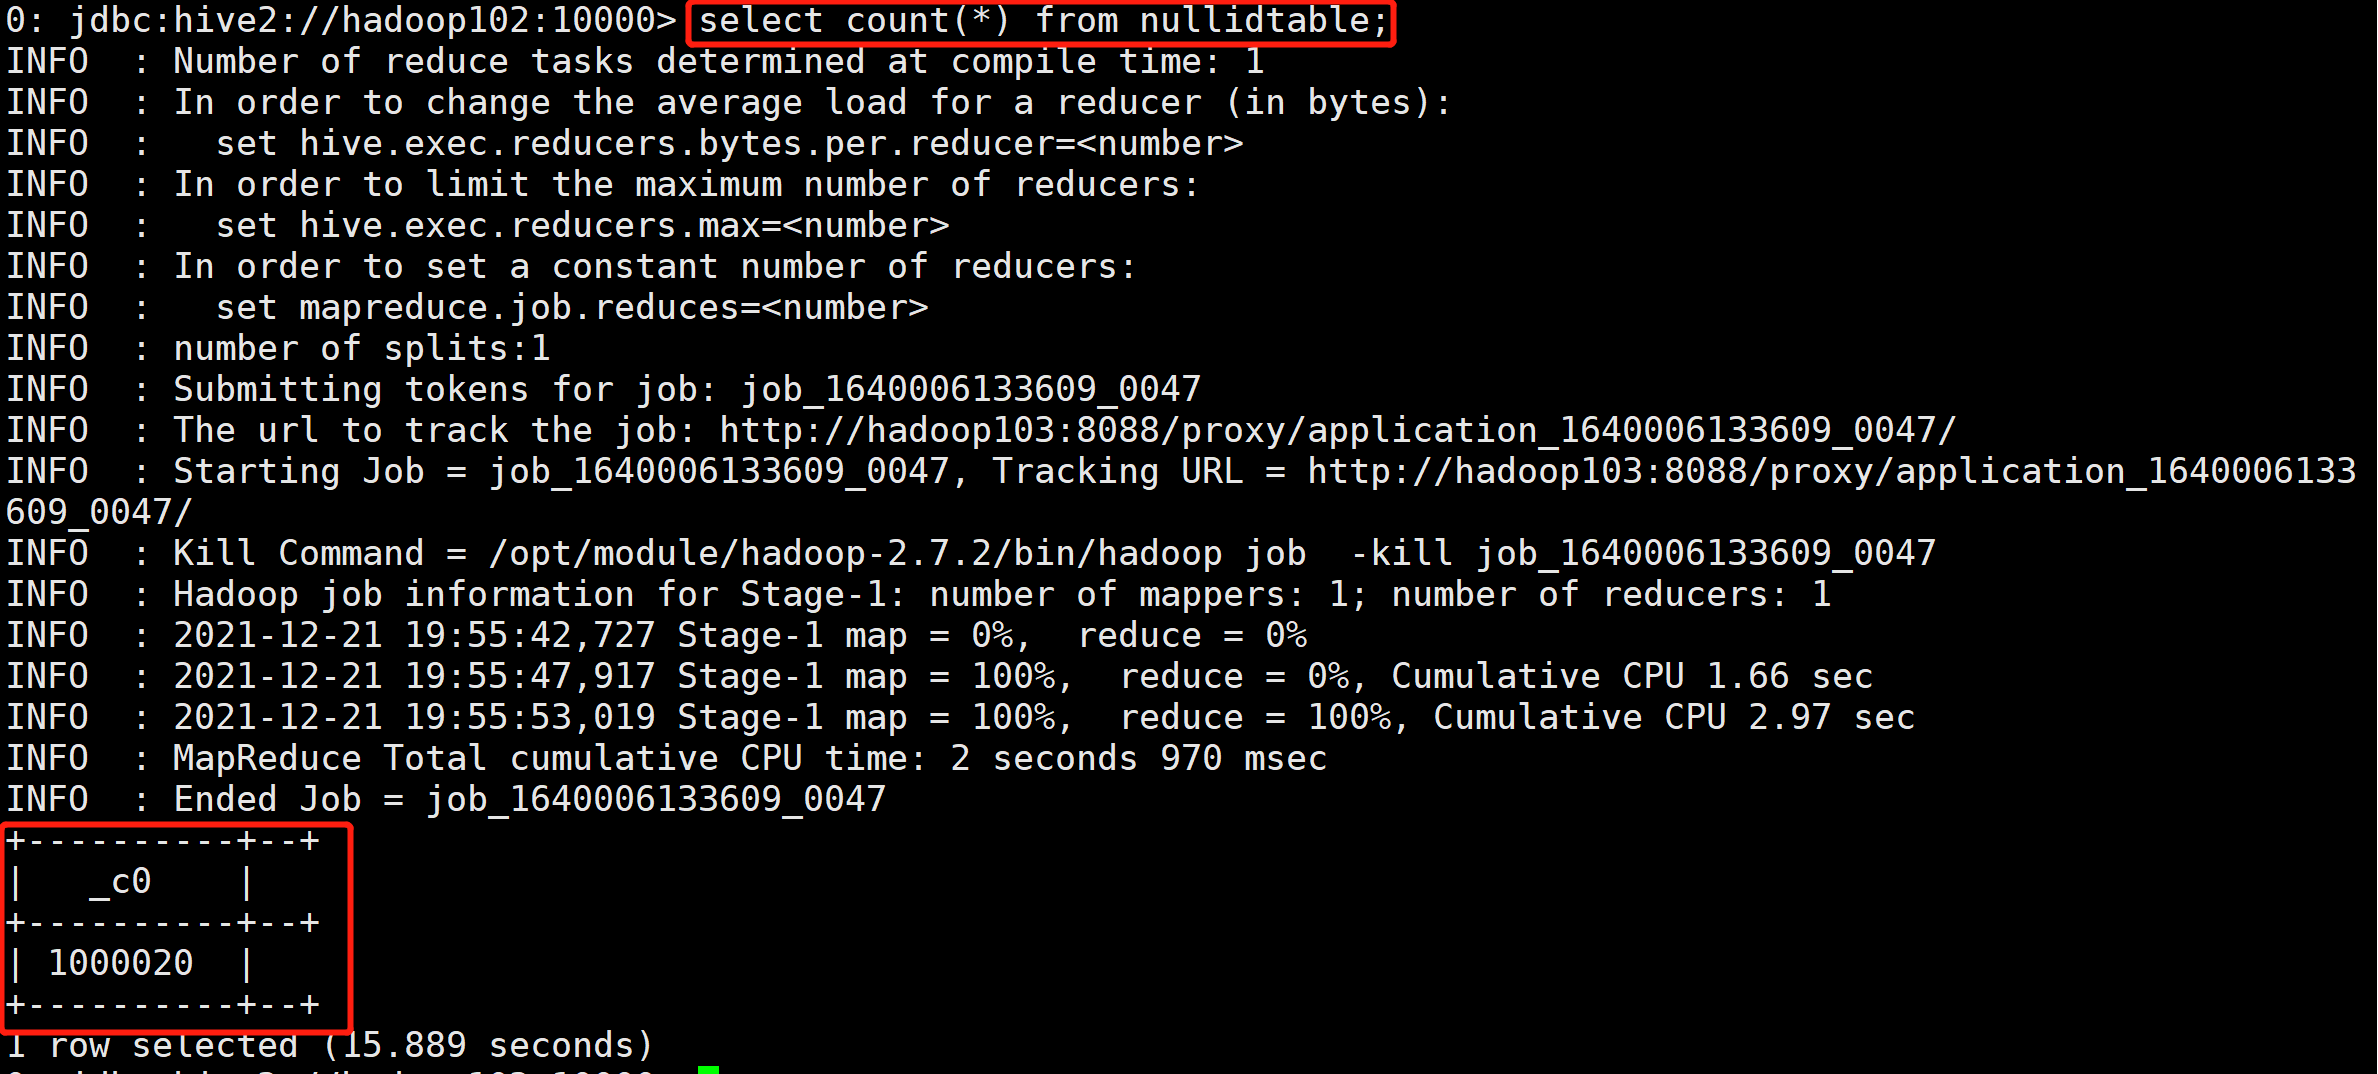 0: jdbc:hive2://hadoop102:10000> select count(*) from nullidtable;
INFO  : Number of reduce tasks determined at compile time: 1
INFO  : In order to change the average load for a reducer (in bytes):
INFO  :   set hive.exec.reducers.bytes.per.reducer=<number>
INFO  : In order to limit the maximum number of reducers:
INFO  :   set hive.exec.reducers.max=<number>
INFO  : In order to set a constant number of reducers:
INFO  :   set mapreduce.job.reduces=<number>
INFO  : number of splits:1
INFO  : Submitting tokens for job: job_1640006133609_0047
INFO  : The url to track the job: http://hadoop103:8088/proxy/application_1640006133609_0047/
INFO  : Starting Job = job_1640006133609_0047, Tracking URL = http://hadoop103:8088/proxy/application_1640006133
609_0047/
INFO  : Kill Command = /opt/module/hadoop-2.7.2/bin/hadoop job  -kill job_1640006133609_0047
INFO  : Hadoop job information for Stage-1: number of mappers: 1; number of reducers: 1
INFO  : 2021-12-21 19:55:42,727 Stage-1 map = 0%,  reduce = 0%
INFO  : 2021-12-21 19:55:47,917 Stage-1 map = 100%,  reduce = 0%, Cumulative CPU 1.66 sec
INFO  : 2021-12-21 19:55:53,019 Stage-1 map = 100%,  reduce = 100%, Cumulative CPU 2.97 sec
INFO  : MapReduce Total cumulative CPU time: 2 seconds 970 msec
INFO  : Ended Job = job_1640006133609_0047
+----------+--+
|   _c0    |
+----------+--+
| 1000020  |
+----------+--+
1 row selected (15.889 seconds)